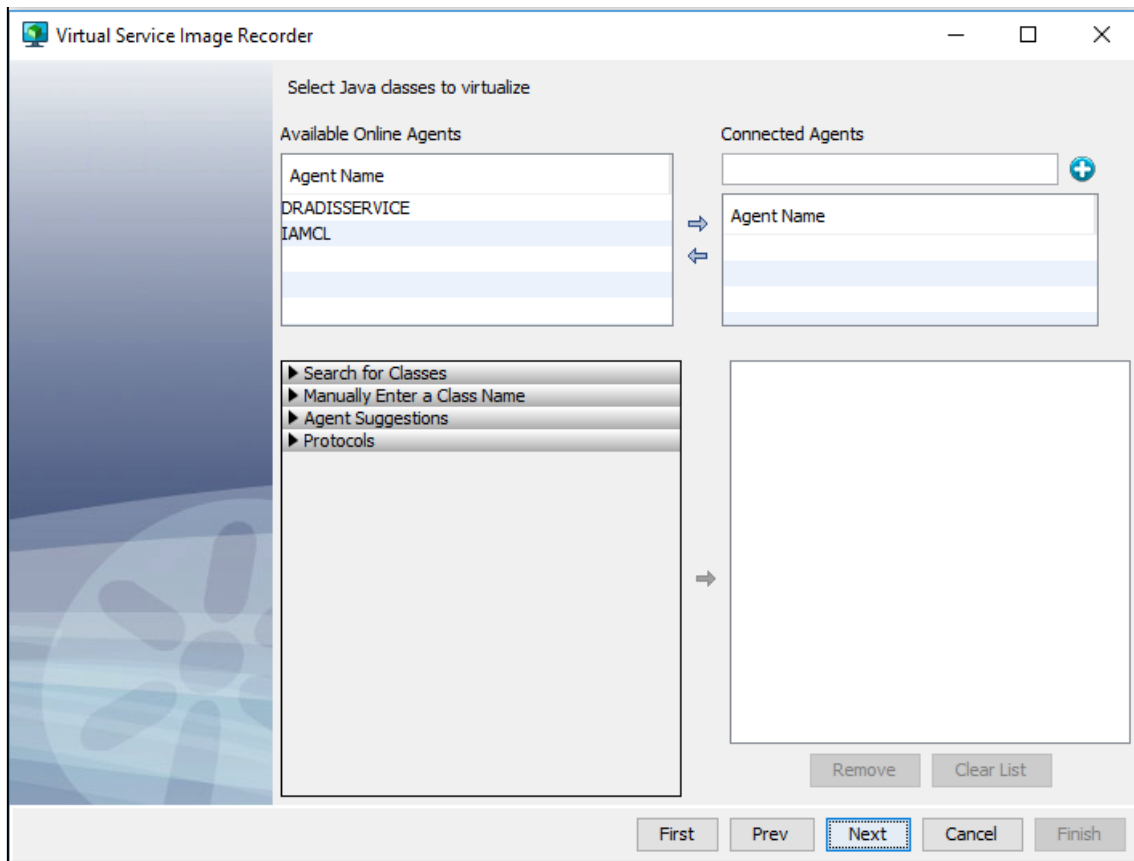 Virtual Service Image Recorder
Select Java classes to virtualize
Available Online Agents
Connected Agents
Agent Name
DRADISSERVICE
IAMCL
Agent Name
Search for Classes
Manually Enter a Class Name
Agent Suggestions
Protocols
Remove
Clear List
First
Prev
Next
Cancel
Finish